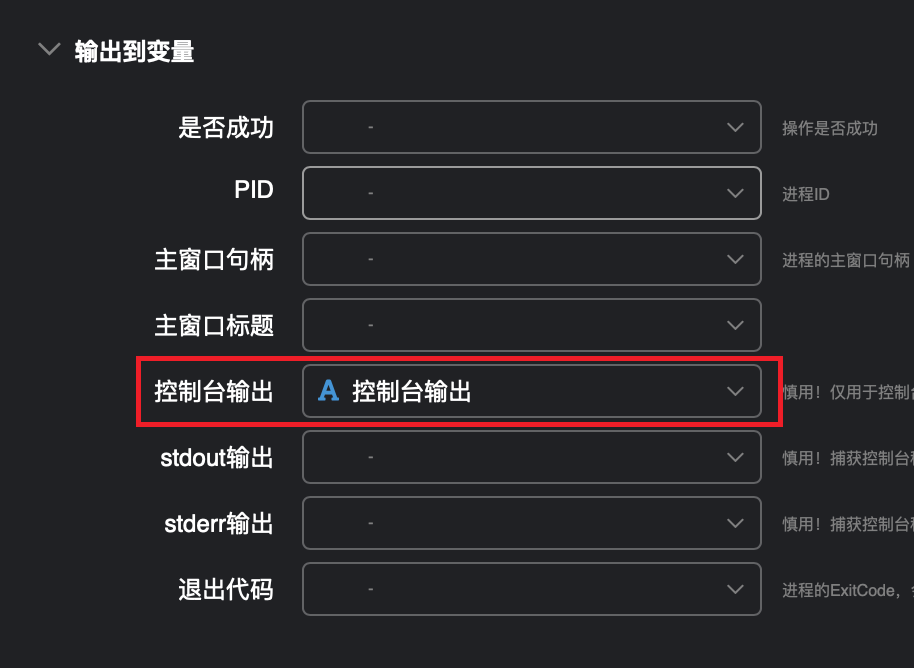 输出到变量
是否成功 - 操作是否成功
PID - 进程ID
主窗口句柄 - 进程的主窗口句柄
主窗口标题 -
控制台输出 A 控制台输出 慎用！仅用于控制台
stdout输出 - 慎用！捕获控制台
stderr输出 - 慎用！捕获控制台
退出代码 - 进程的ExitCode，